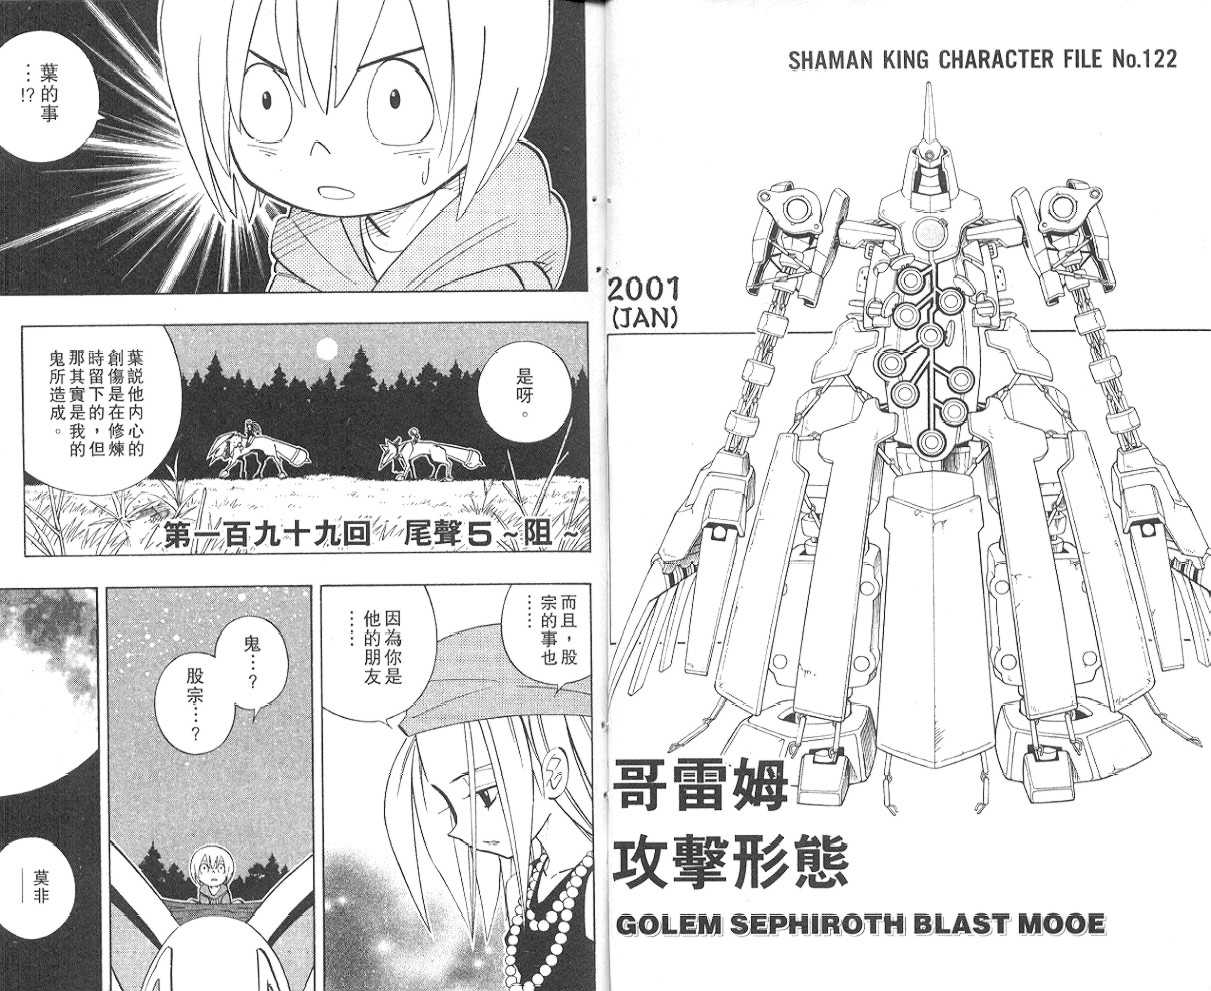 SHAMAN KING CHARACTER FILE No.122
2001
(JAN)
哥雷姆
攻擊形態
GOLEM SEPHIROTH BLAST MOOE
葉的事
…!?
是呀。
葉說他內心的
創傷是在修煉
時留下的，但
那其實是我的
鬼所造成。
第一百九十九回　尾聲5～阻～
而且，股
宗的事也
……
因為你是
他的朋友
……
鬼…?
股宗…?
莫非
——